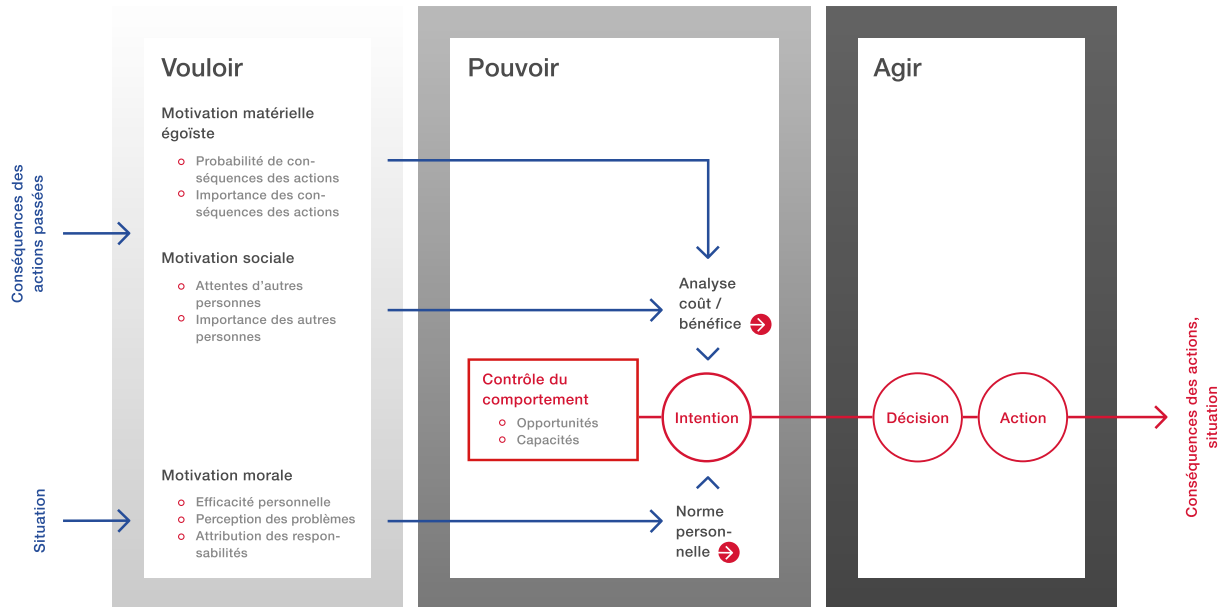 Conséquences des
actions passées
Situation
Vouloir
Motivation matérielle
égoïste
Probabilité de con-
séquences des actions
Importance des con-
séquences des actions
Motivation sociale
Attentes d'autres
personnes
Importance des autres
personnes
Motivation morale
Efficacité personnelle
Perception des problèmes
Attribution des respon-
sabilités
Pouvoir
Analyse
coût /
bénéfice
Contrôle du
comportement
Opportunités
Capacités
Intention
Norme
person-
nelle
Agir
Décision
Action
Conséquences des actions,
situation